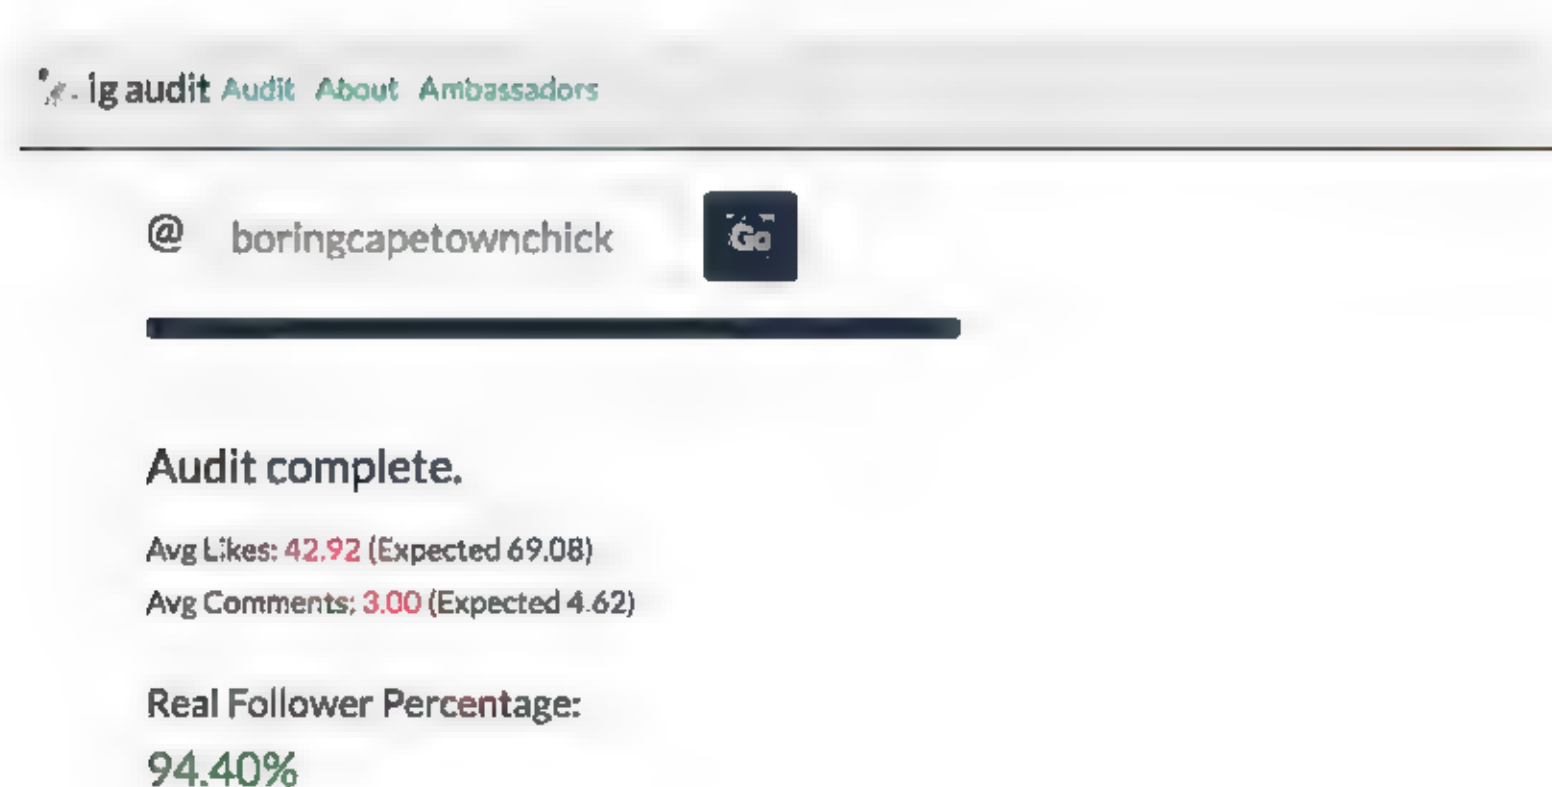 ig audit Audit About Ambassadors
@ boringcapetownchick Go
Audit complete.
Avg Likes: 42.92 (Expected 69.08)
Avg Comments: 3.00 (Expected 4.62)
Real Follower Percentage:
94.40%